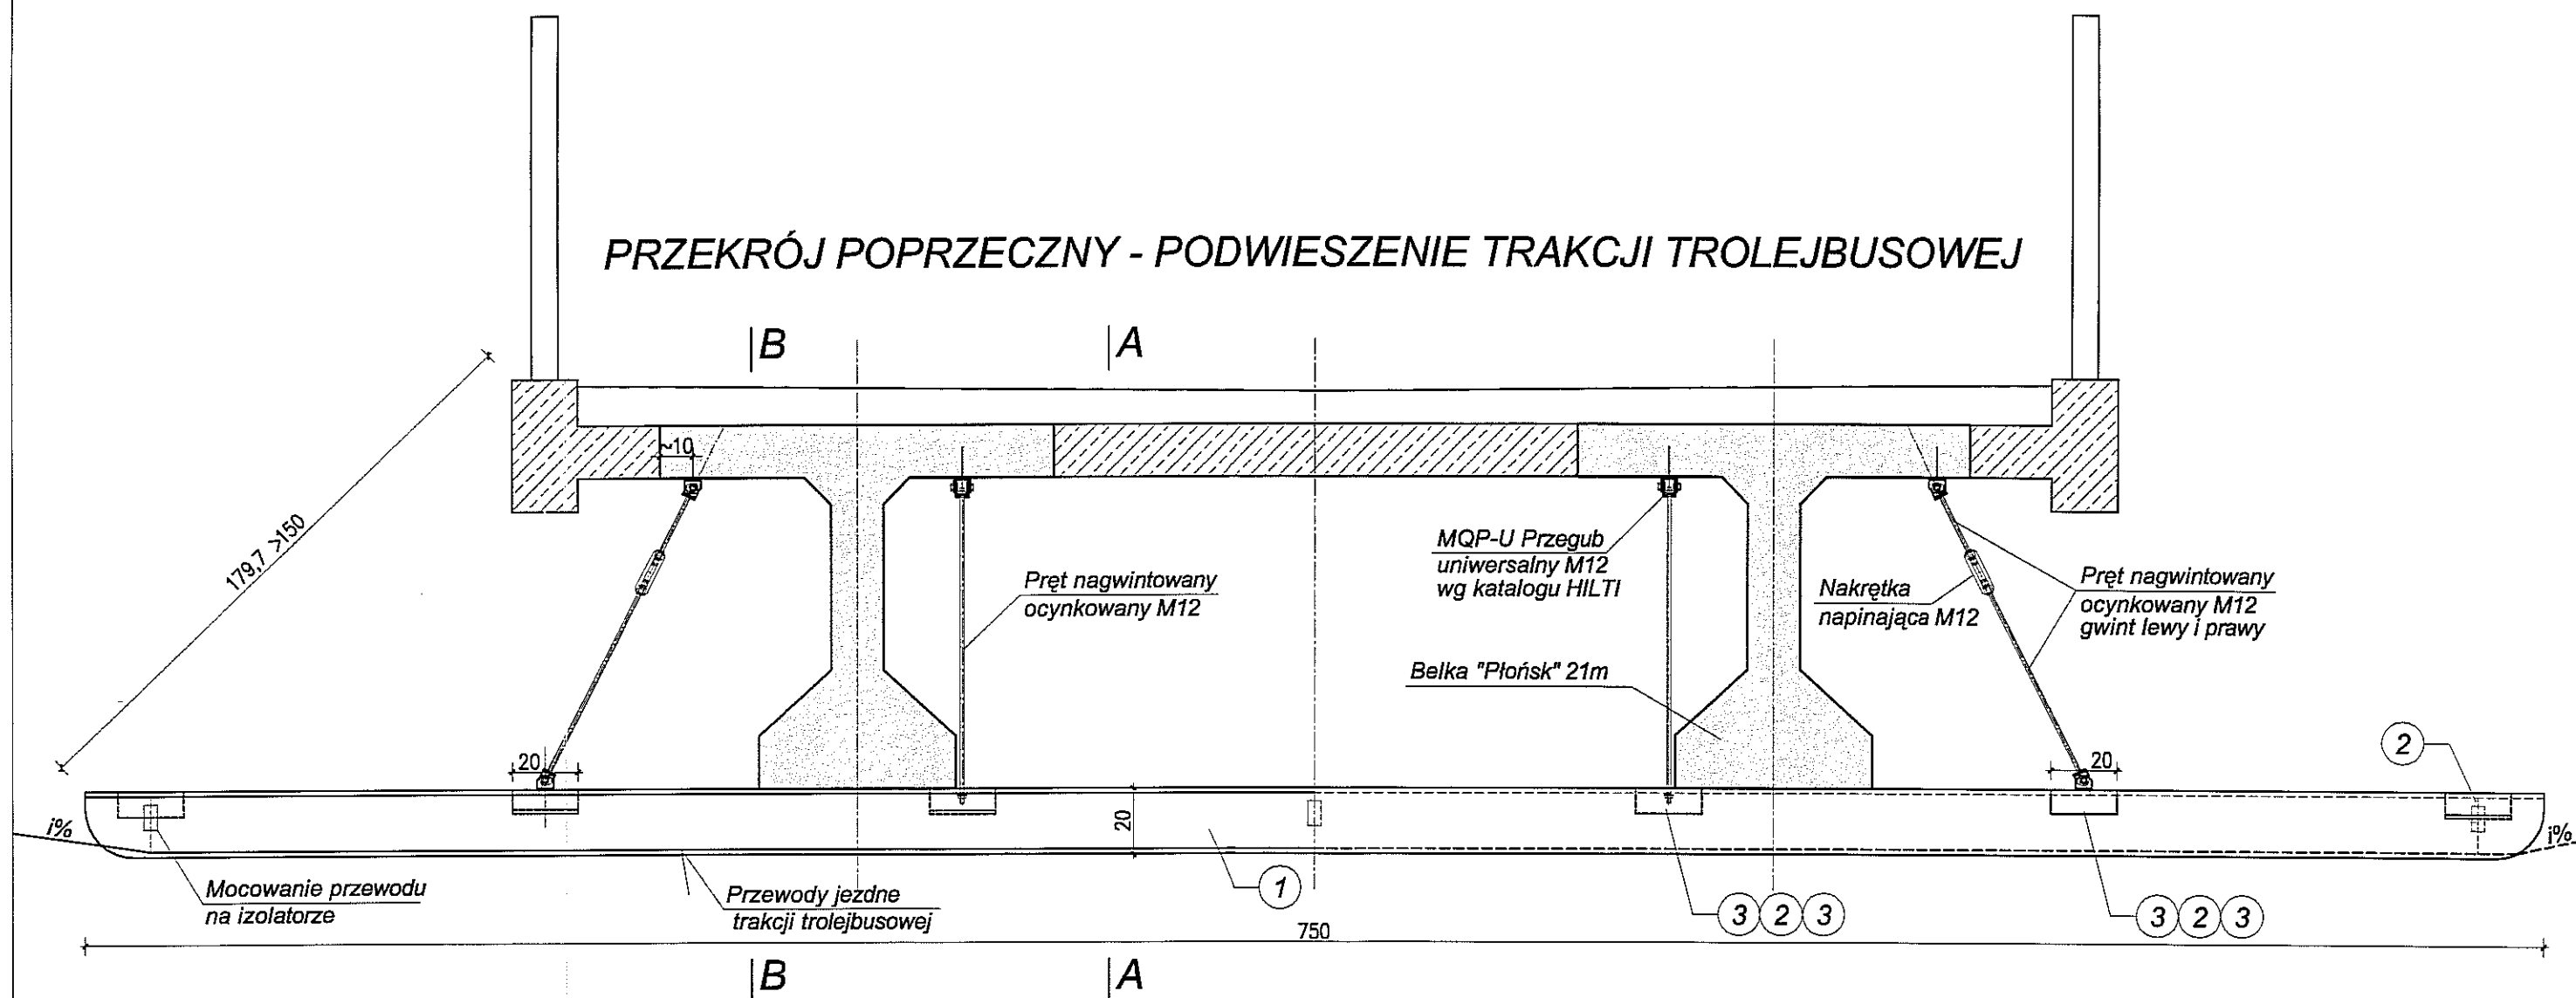 PRZEKRÓJ POPRZECZNY - PODWIESZENIE TRAKCJI TROLEJBUSOWEJ
B
A
~10
179,7 >150
MQP-U Przegub
uniwersalny M12
wg katalogu HILTI
Pręt nagwintowany
ocynkowany M12
Nakrętka
napinająca M12
Pręt nagwintowany
ocynkowany M12
gwint lewy i prawy
Belka "Płońsk" 21m
2
20
20
20
i%
i%
Mocowanie przewodu
na izolatorze
Przewody jezdne
trakcji trolejbusowej
1
3 2 3
3 2 3
750
B
A